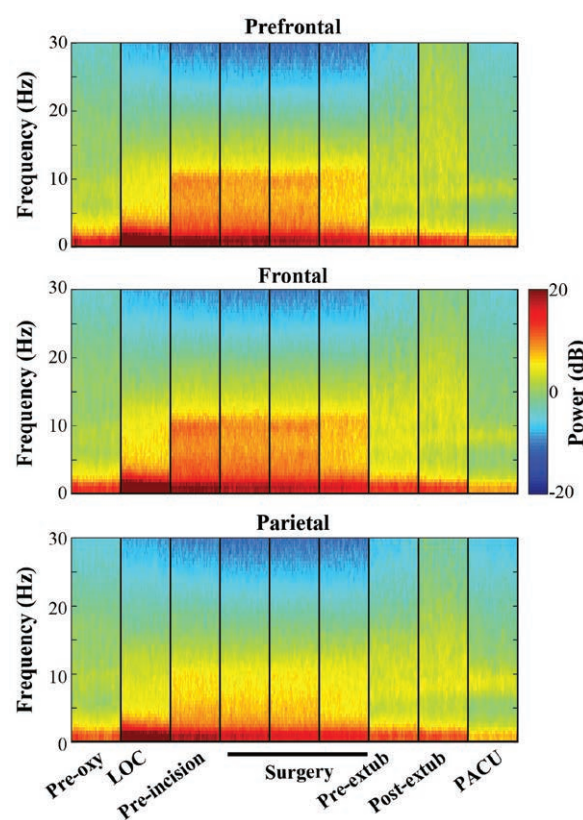 Prefrontal
Frequency (Hz)
30
20
10
0
Frontal
Frequency (Hz)
30
20
10
0
20
0
-20
Power (dB)
Parietal
Frequency (Hz)
30
20
10
0
Pre-oxy
LOC
Pre-incision
Surgery
Pre-extub
Post-extub
PACU